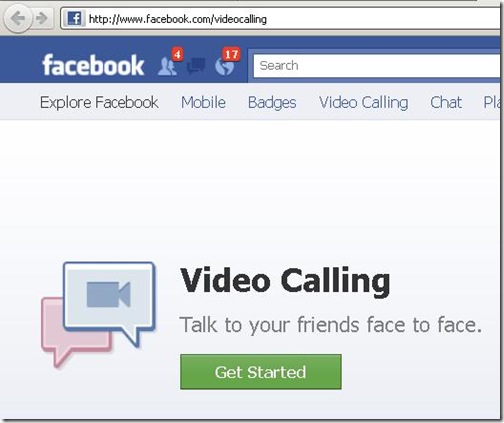 http://www.facebook.com/videocalling
facebook 4 17 Search
Explore Facebook Mobile Badges Video Calling Chat
Video Calling
Talk to your friends face to face.
Get Started